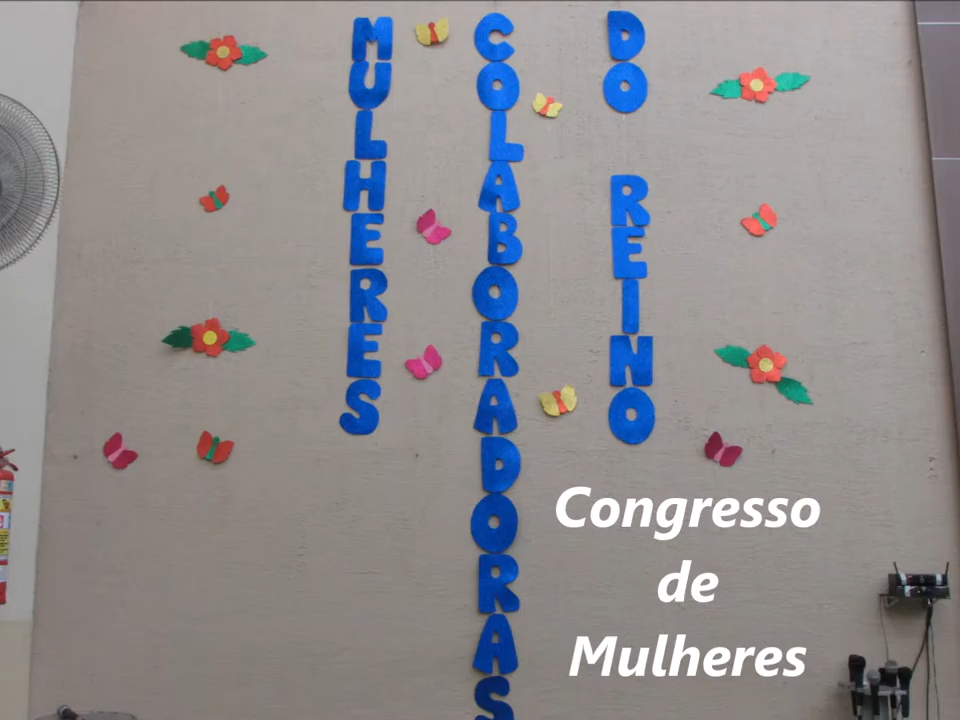 MULHERES
COLABORADORAS
DO REINO
Congresso
de
Mulheres